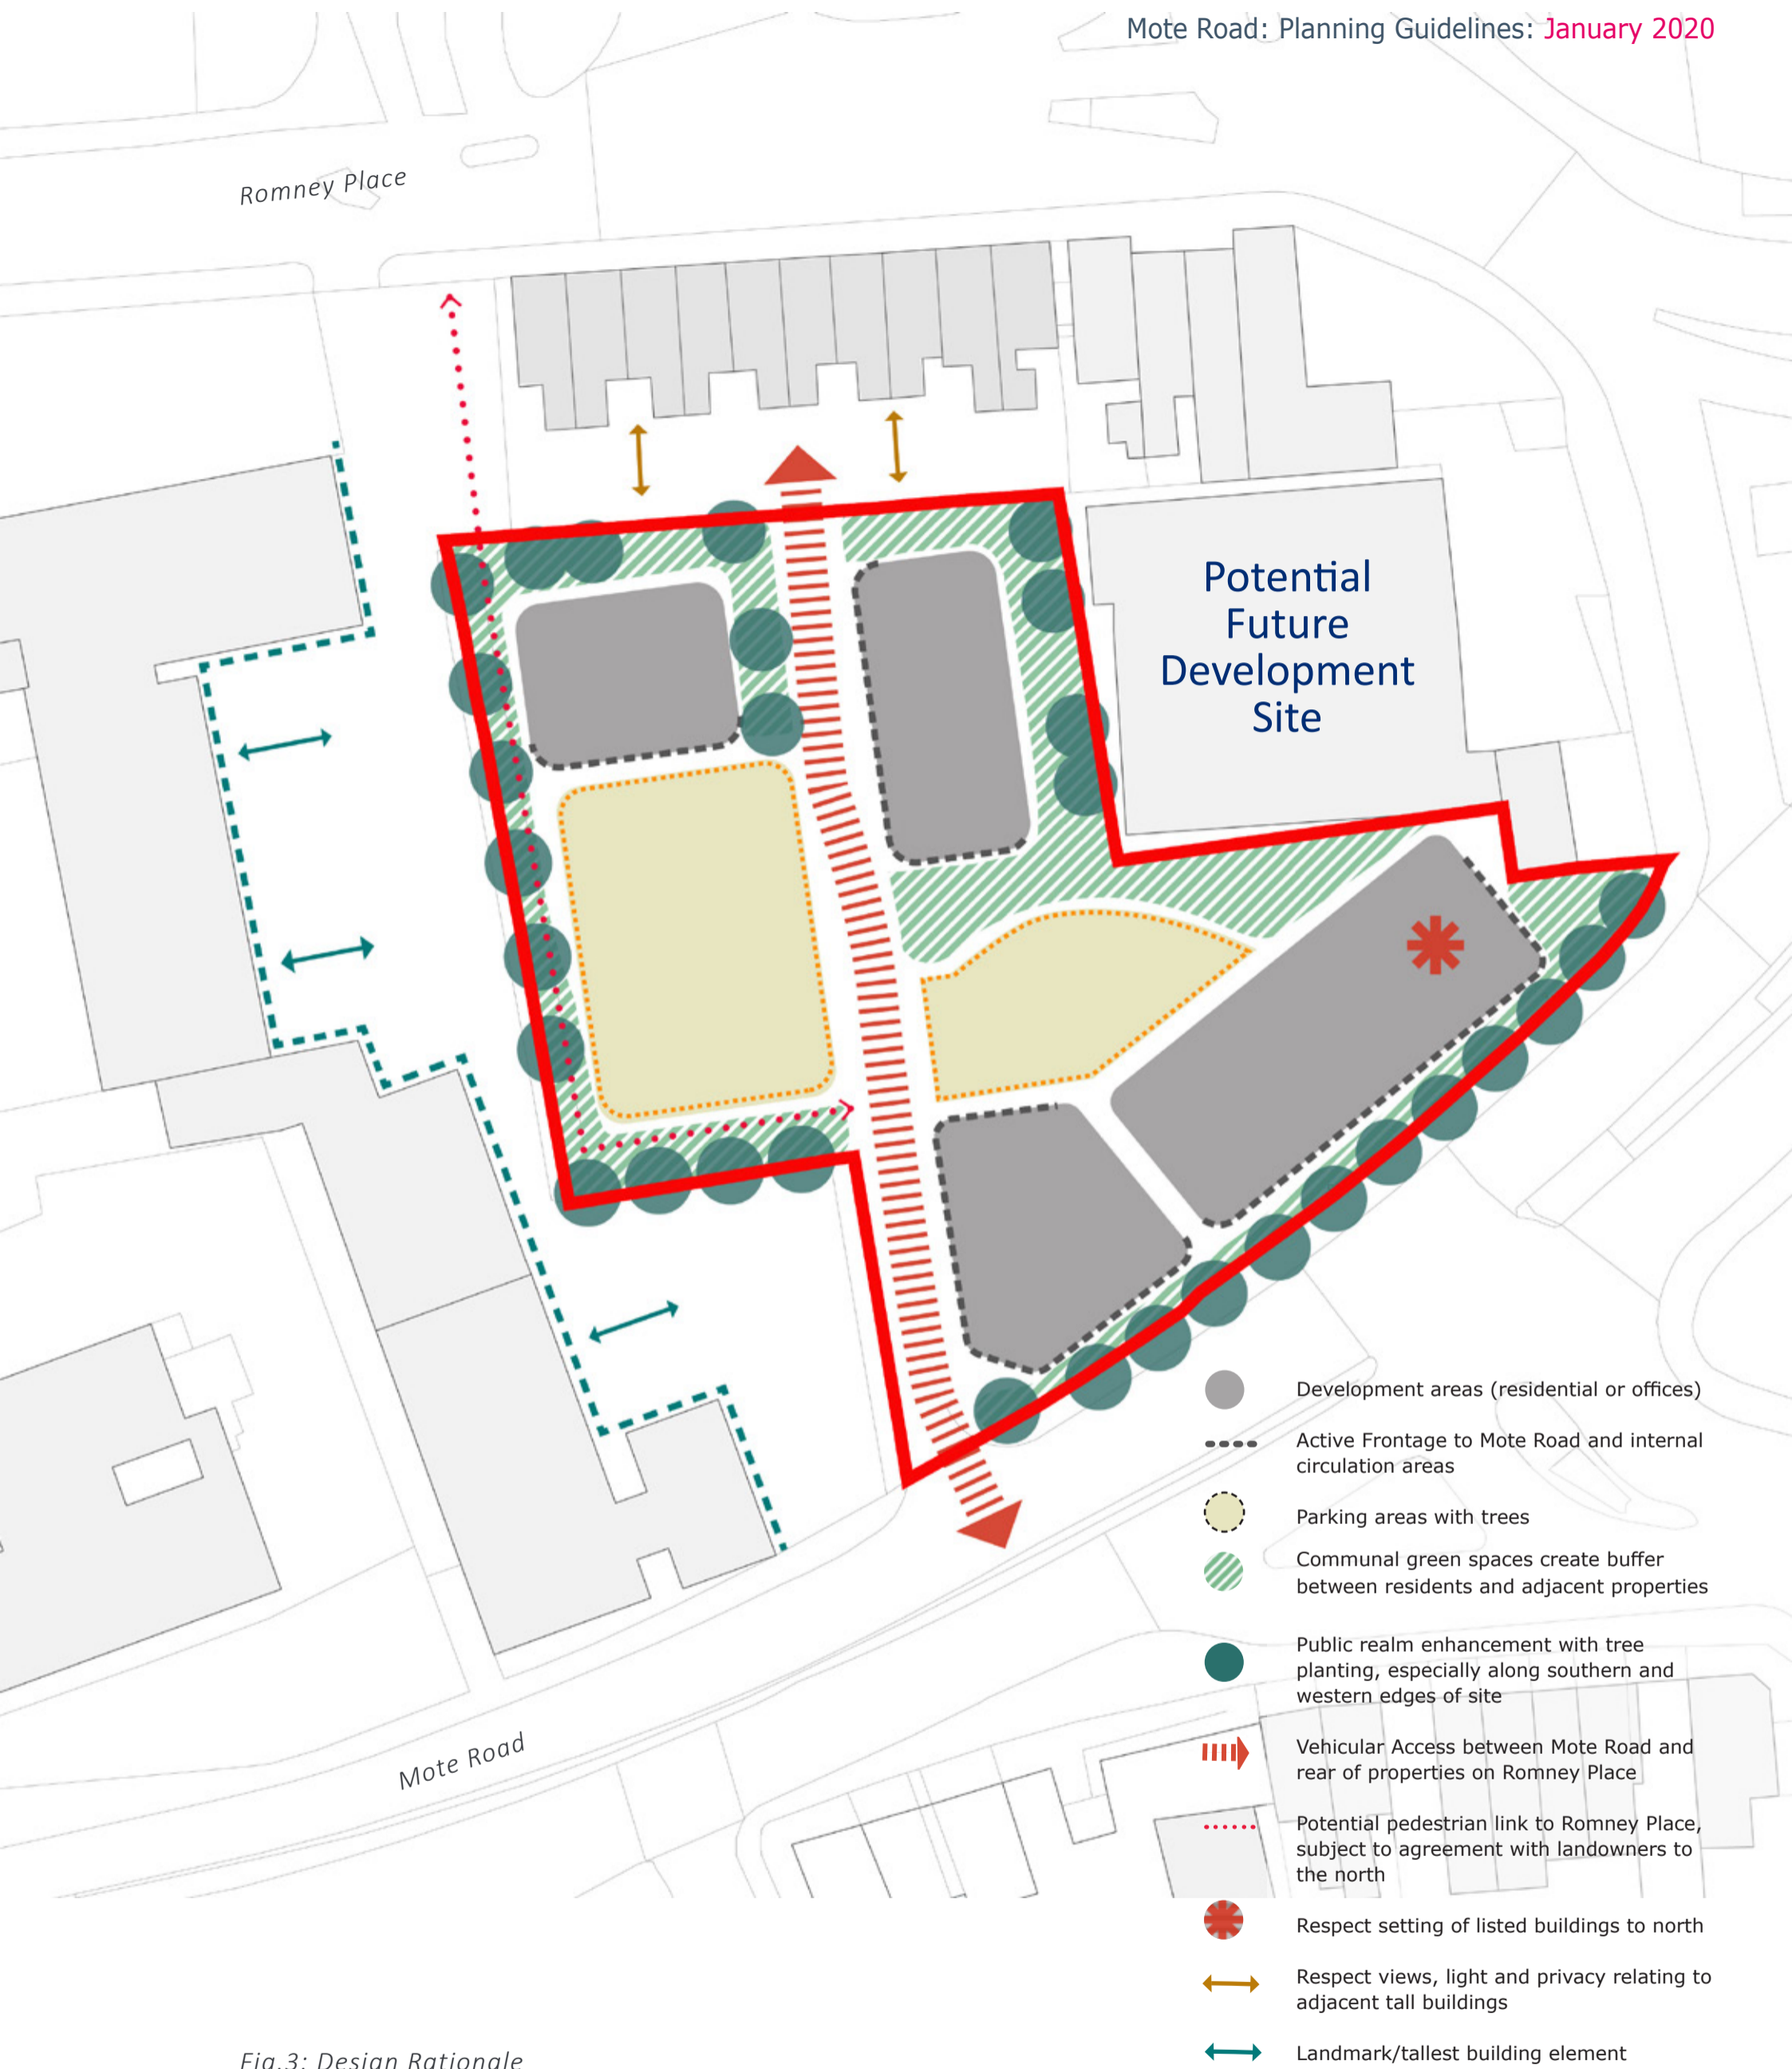 Mote Road: Planning Guidelines: January 2020
Romney Place
Potential
Future
Development
Site
Mote Road
Development areas (residential or offices)
Active Frontage to Mote Road and internal
circulation areas
Parking areas with trees
Communal green spaces create buffer
between residents and adjacent properties
Public realm enhancement with tree
planting, especially along southern and
western edges of site
Vehicular Access between Mote Road and
rear of properties on Romney Place
Potential pedestrian link to Romney Place,
subject to agreement with landowners to
the north
Respect setting of listed buildings to north
Respect views, light and privacy relating to
adjacent tall buildings
Landmark/tallest building element
Fig.3: Design Rationale